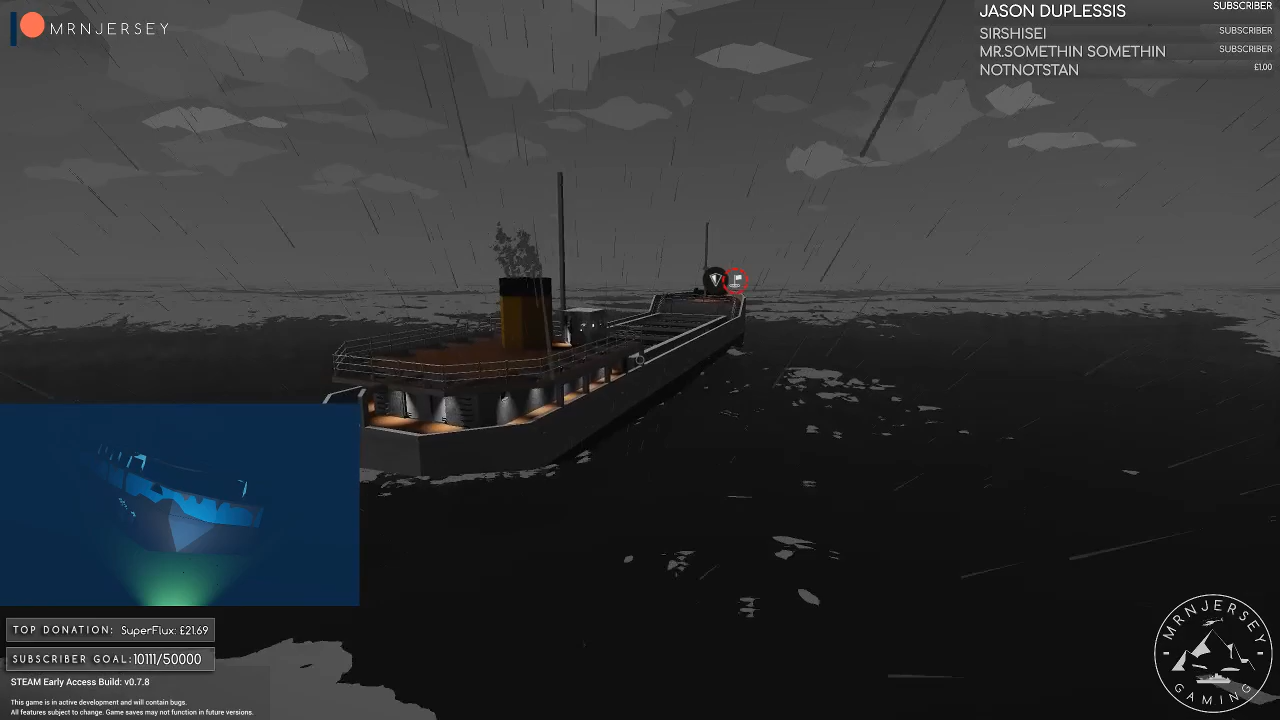 MRNJERSEY
JASON DUPLESSIS SUBSCRIBER
SIRSHISEI SUBSCRIBER
MR.SOMETHIN SOMETHIN SUBSCRIBER
NOTNOTSTAN £1.00
TOP DONATION: SuperFlux: £21.69
SUBSCRIBER GOAL: 10111/50000
STEAM Early Access Build: v0.7.8
This game is in active development and will contain bugs.
All features subject to change. Game saves may not function in future versions.
MRNJERSEY
GAMING